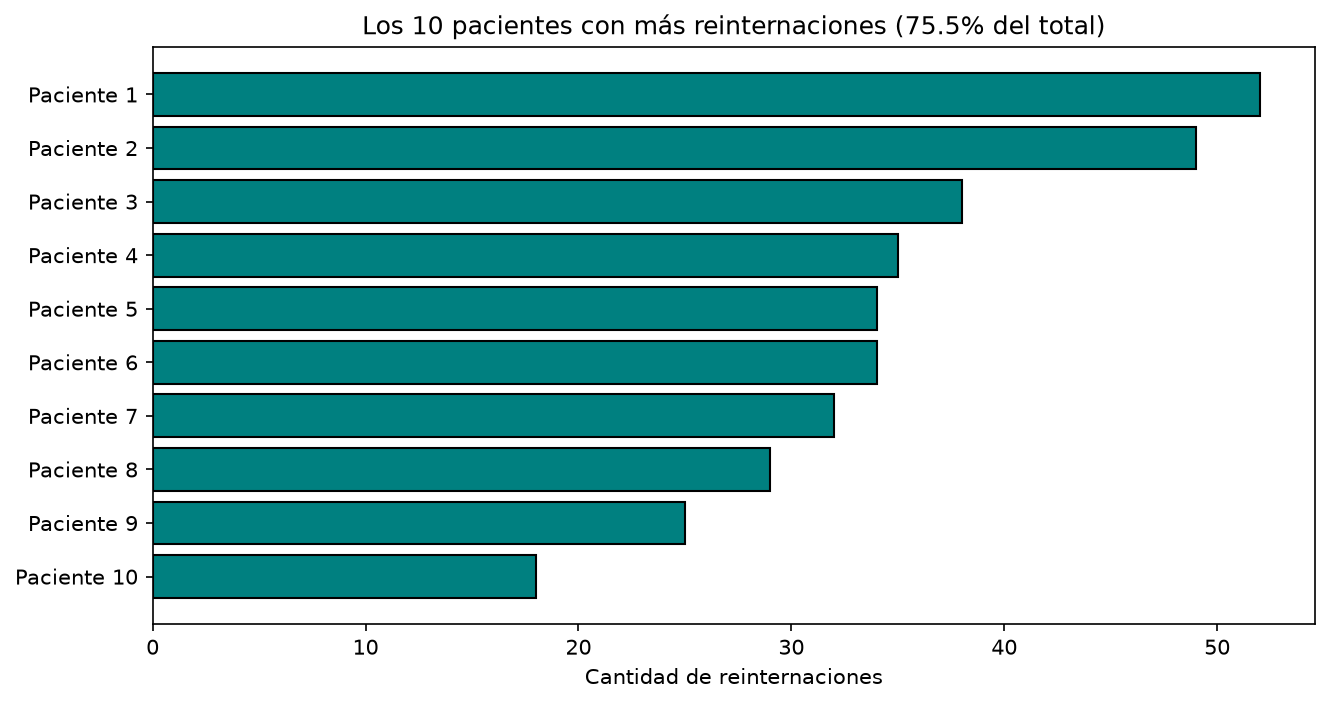 Los 10 pacientes con más reinternaciones (75.5% del total)
Paciente 1
Paciente 2
Paciente 3
Paciente 4
Paciente 5
Paciente 6
Paciente 7
Paciente 8
Paciente 9
Paciente 10
0 10 20 30 40 50
Cantidad de reinternaciones